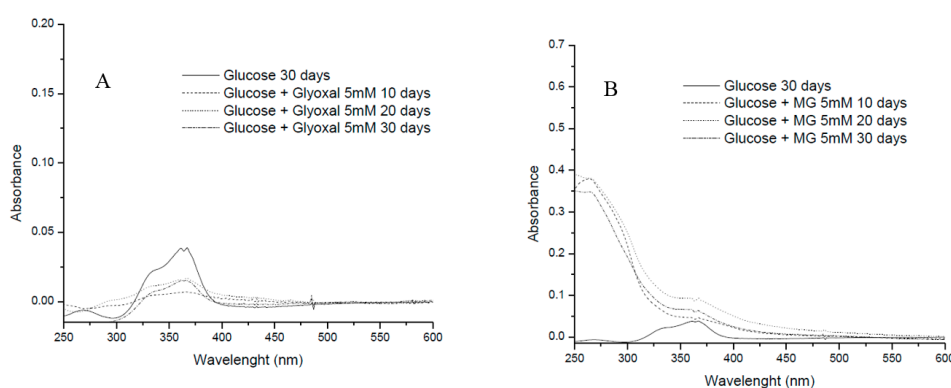 A
Glucose 30 days
Glucose + Glyoxal 5mM 10 days
Glucose + Glyoxal 5mM 20 days
Glucose + Glyoxal 5mM 30 days
Absorbance
0.20
0.15
0.10
0.05
0.00
250 300 350 400 450 500 550 600
Wavelenght (nm)
B
Glucose 30 days
Glucose + MG 5mM 10 days
Glucose + MG 5mM 20 days
Glucose + MG 5mM 30 days
Absorbance
0.7
0.6
0.5
0.4
0.3
0.2
0.1
0.0
250 300 350 400 450 500 550 600
Wavelenght (nm)